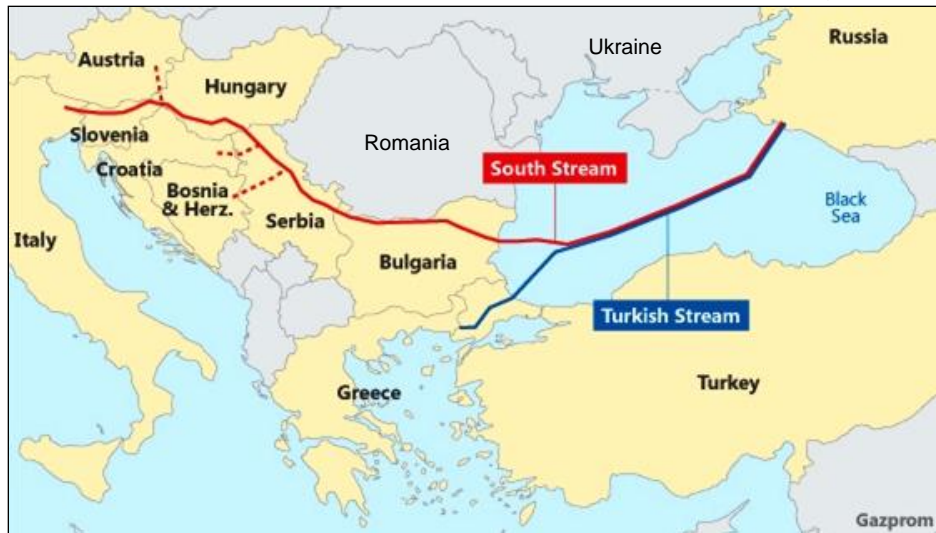 Ukraine
Russia
Austria
Hungary
Slovenia
Romania
Croatia
South Stream
Bosnia
& Herz.
Black
Sea
Serbia
Italy
Bulgaria
Turkish Stream
Turkey
Greece
Gazprom